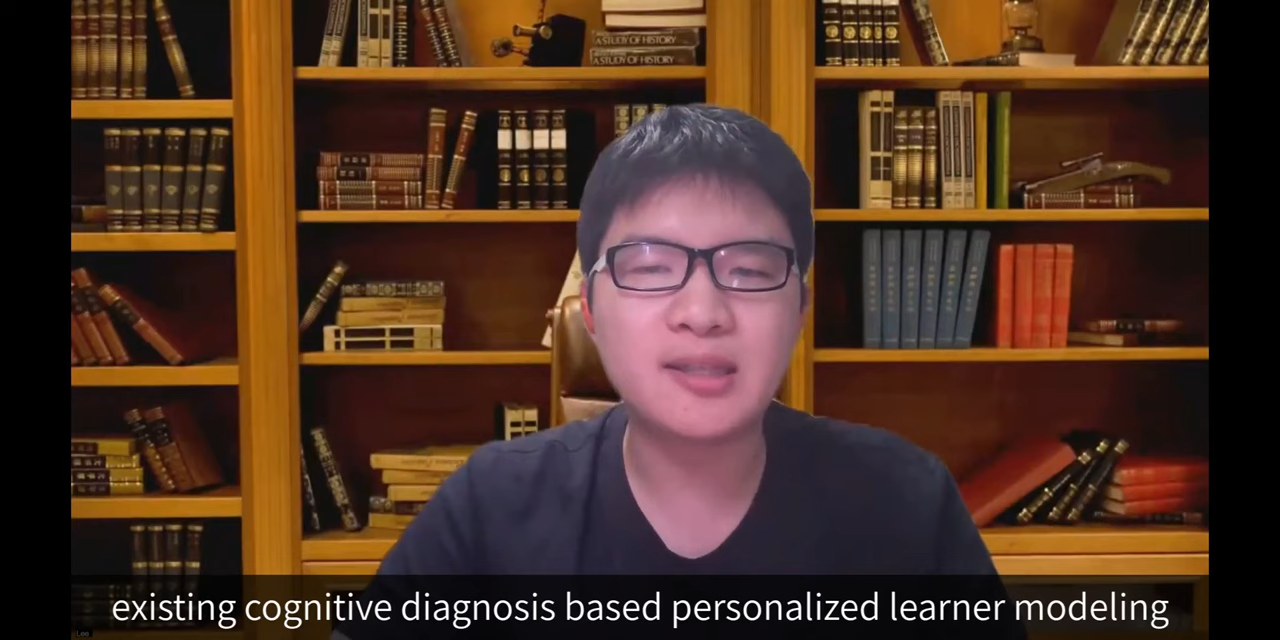 A STUDY OF HISTORY
A STUDY OF HISTORY
existing cognitive diagnosis based personalized learner modeling